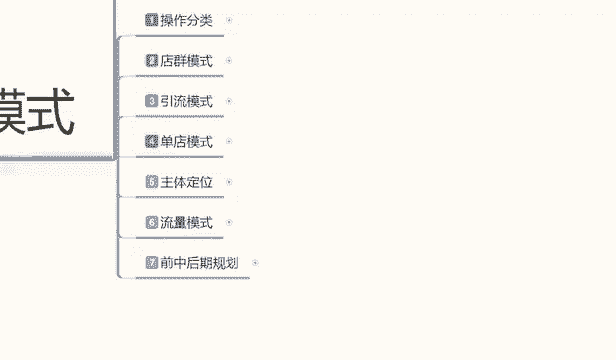 模式
1 操作分类
2 店群模式
3 引流模式
4 单店模式
5 主体定位
6 流量模式
7 前中后期规划